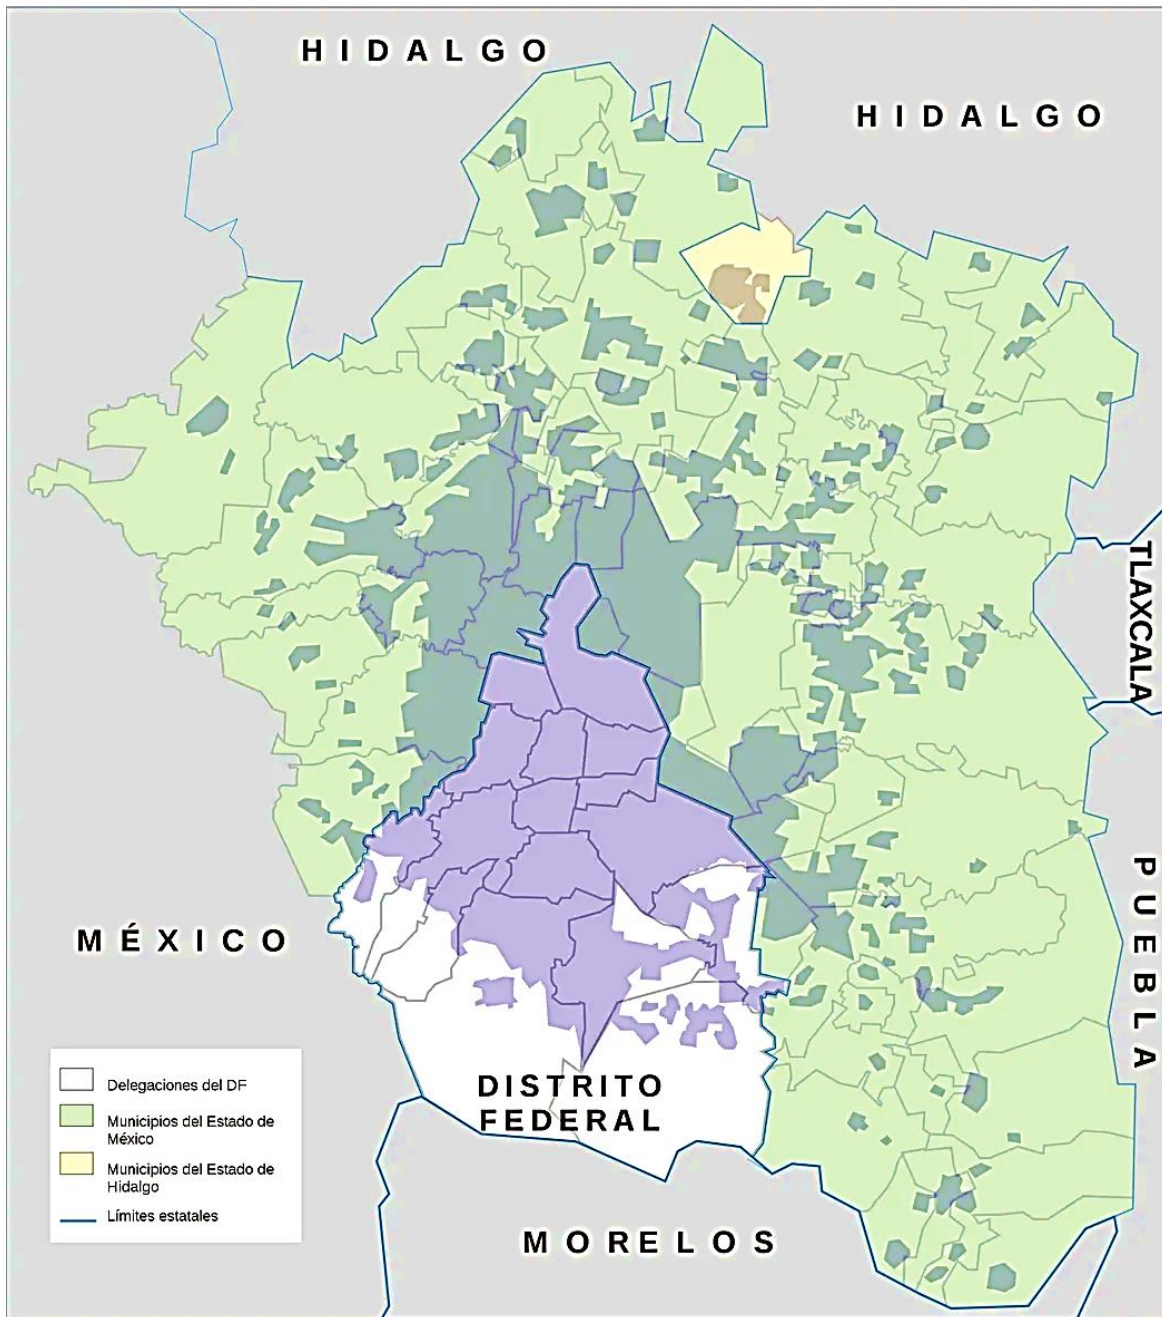 HIDALGO
HIDALGO
TLAXCALA
PUEBLA
MÉXICO
DISTRITO
FEDERAL
MORELOS
Delegaciones del DF
Municipios del Estado de
México
Municipios del Estado de
Hidalgo
Límites estatales